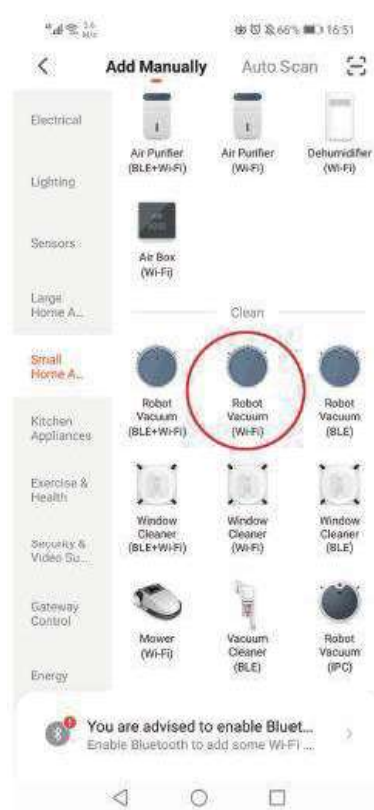 16:51
Add Manually
Auto Scan
Electrical
Lighting
Sensors
Large
Home A...
Small
Home A...
Kitchen
Appliances
Exercise &
Health
Security &
Video Su...
Gateway
Control
Energy
Air Purifier
(BLE+Wi-Fi)
Air Purifier
(Wi-Fi)
Dehumidifier
(Wi-Fi)
Air Box
(Wi-Fi)
Clean
Robot
Vacuum
(BLE+Wi-Fi)
Robot
Vacuum
(Wi-Fi)
Robot
Vacuum
(BLE)
Window
Cleaner
(BLE+Wi-Fi)
Window
Cleaner
(Wi-Fi)
Window
Cleaner
(BLE)
Mower
(Wi-Fi)
Vacuum
Cleaner
(BLE)
Robot
Vacuum
(IPC)
You are advised to enable Bluet...
Enable Bluetooth to add some Wi-Fi ...